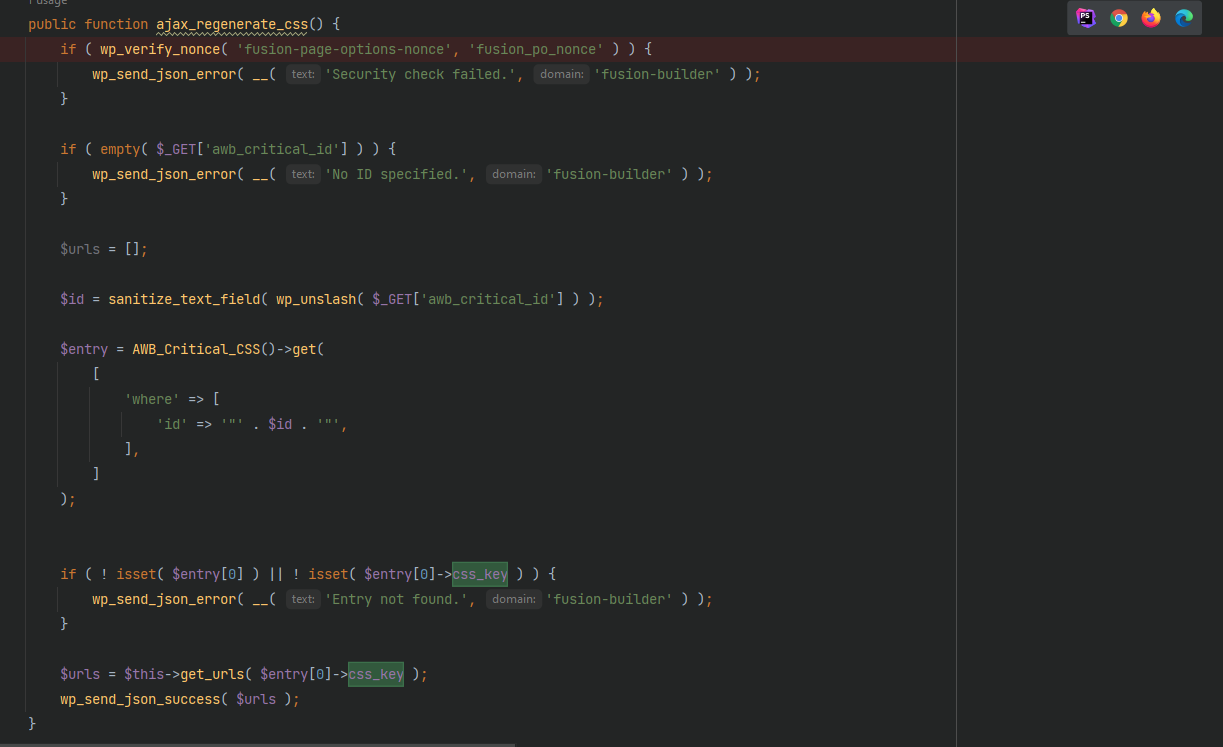 1 usage
public function ajax_regenerate_css() {
if ( wp_verify_nonce( 'fusion-page-options-nonce', 'fusion_po_nonce' ) ) {
wp_send_json_error( __( text: 'Security check failed.', domain: 'fusion-builder' ) );
}
if ( empty( $_GET['awb_critical_id'] ) ) {
wp_send_json_error( __( text: 'No ID specified.', domain: 'fusion-builder' ) );
}
$urls = [];
$id = sanitize_text_field( wp_unslash( $_GET['awb_critical_id'] ) );
$entry = AWB_Critical_CSS()->get(
[
'where' => [
'id' => '"' . $id . '"',
],
]
);
if ( ! isset( $entry[0] ) || ! isset( $entry[0]->css_key ) ) {
wp_send_json_error( __( text: 'Entry not found.', domain: 'fusion-builder' ) );
}
$urls = $this->get_urls( $entry[0]->css_key );
wp_send_json_success( $urls );
}
PS